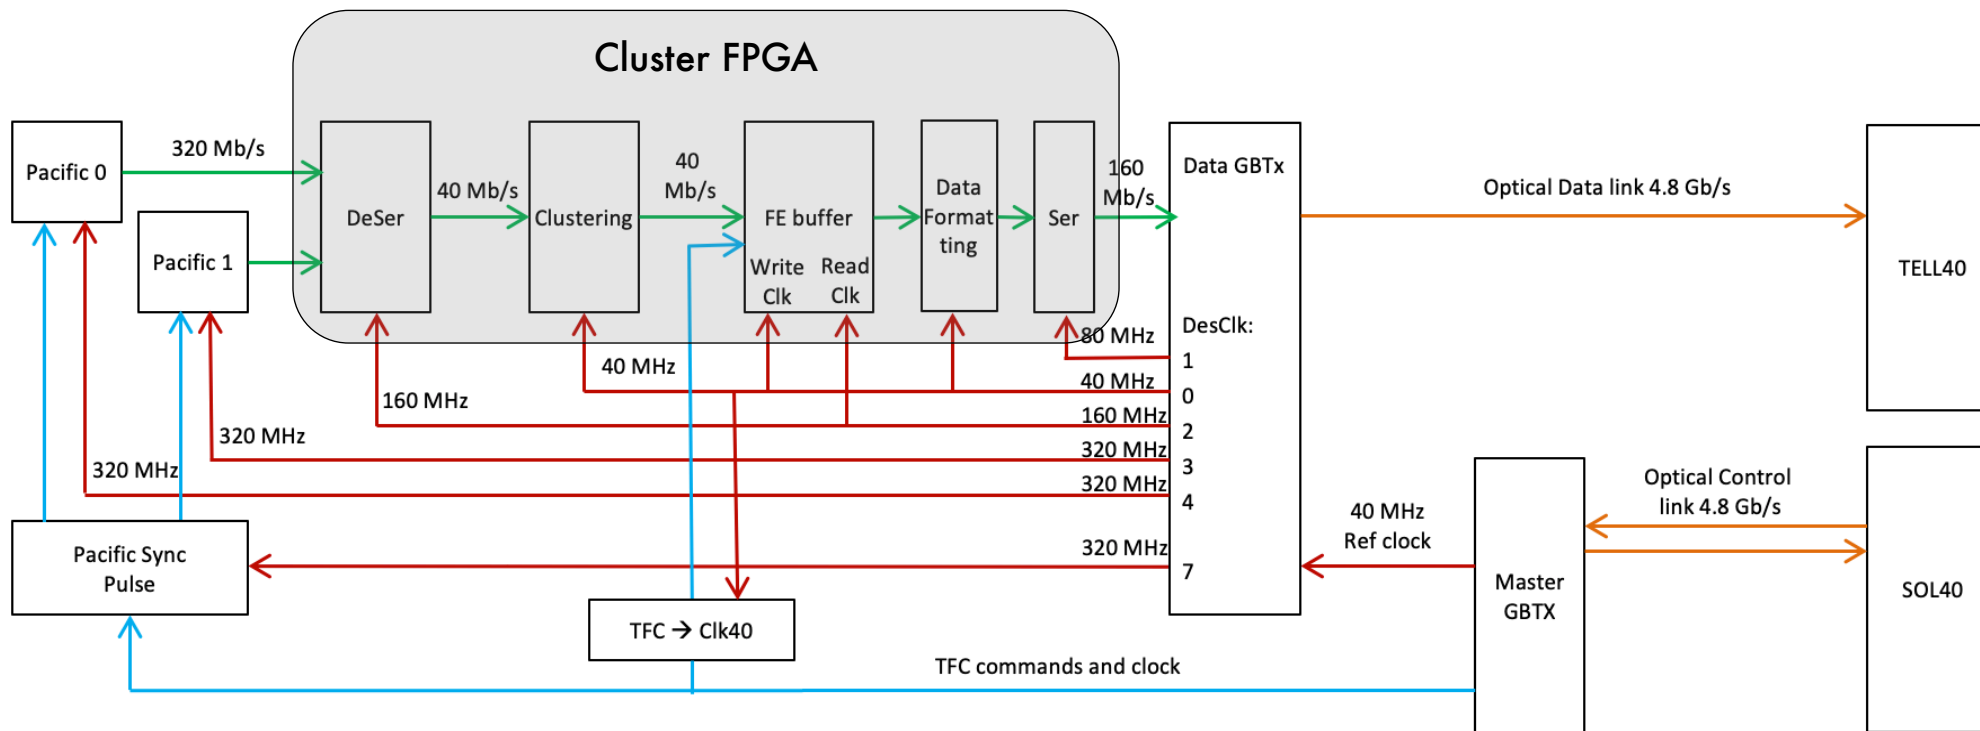 Cluster FPGA
Pacific 0
320 Mb/s
Pacific 1
DeSer
40 Mb/s
Clustering
40
Mb/s
FE buffer
Write
Clk
Read
Clk
Data
Format
ting
Ser
160
Mb/s
Data GBTx
Optical Data link 4.8 Gb/s
TELL40
DesClk:
80 MHz
1
40 MHz
40 MHz
0
160 MHz
160 MHz
2
320 MHz
320 MHz
3
320 MHz
320 MHz
4
320 MHz
7
Pacific Sync
Pulse
TFC → Clk40
TFC commands and clock
40 MHz
Ref clock
Master
GBTX
Optical Control
link 4.8 Gb/s
SOL40